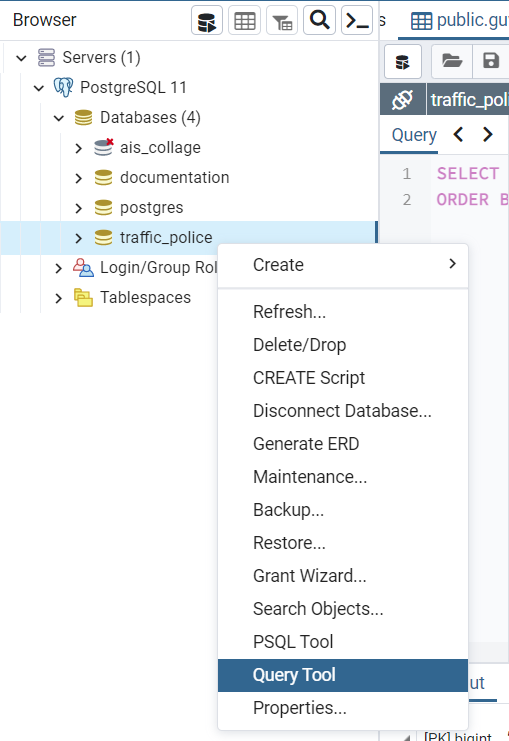 Browser
Servers (1)
PostgreSQL 11
Databases (4)
ais_collage
documentation
postgres
traffic_police
Login/Group Rol
Tablespaces
Create
Refresh...
Delete/Drop
CREATE Script
Disconnect Database...
Generate ERD
Maintenance...
Backup...
Restore...
Grant Wizard...
Search Objects...
PSQL Tool
Query Tool
Properties...
s public.gu
traffic_pol
Query
1 SELECT
2 ORDER B
ut
[PK] bigint